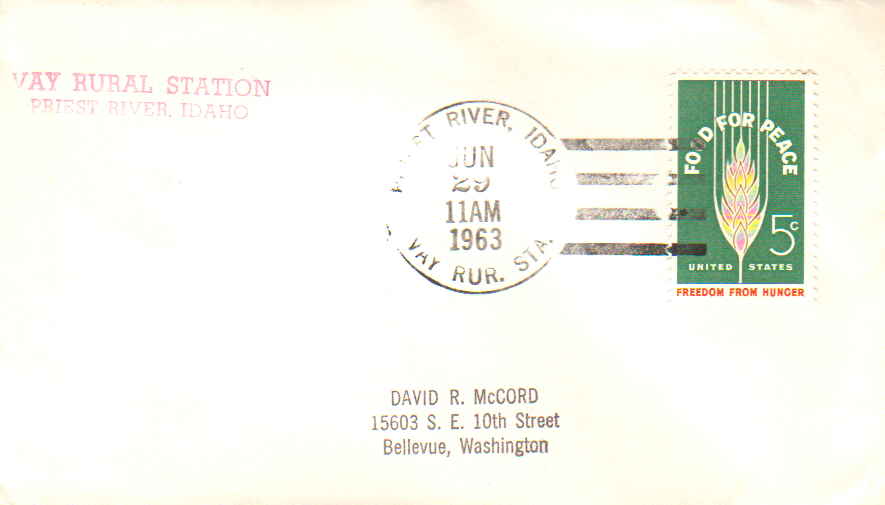 VAY RURAL STATION
PRIEST RIVER, IDAHO
RIVER, IDAHO
JUN
29
11AM
1963
VAY RUR. STA.
FOOD FOR PEACE
5c
UNITED STATES
FREEDOM FROM HUNGER
DAVID R. McCORD
15603 S. E. 10th Street
Bellevue, Washington